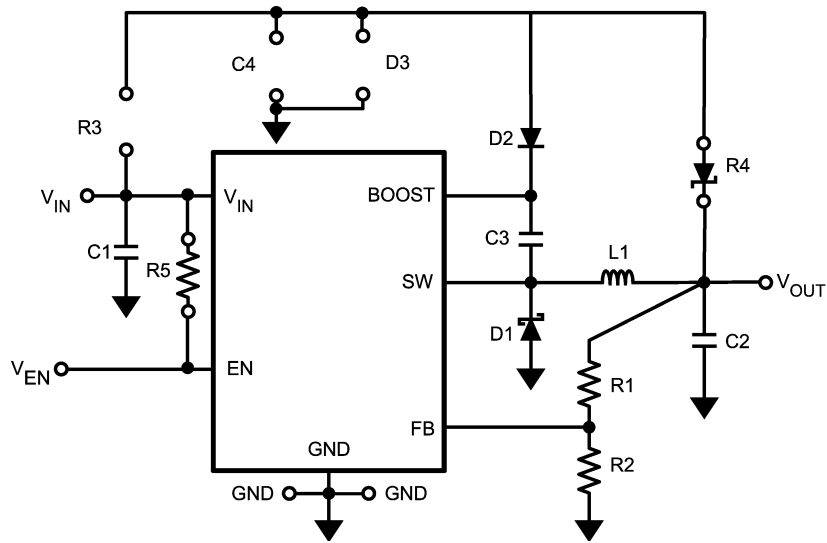 C4
D3
R3
D2
R4
VIN
VIN
BOOST
C1
R5
C3
L1
SW
VOUT
D1
C2
VEN
EN
R1
FB
GND
R2
GND
GND